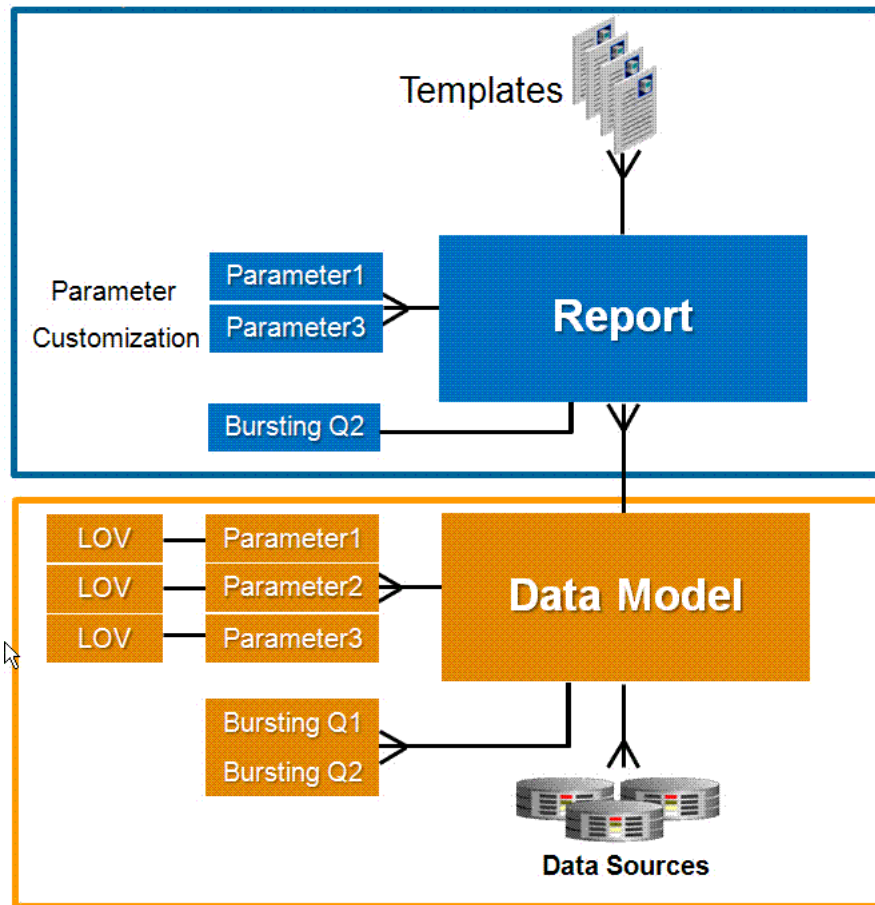 Templates
Parameter
Customization
Parameter1
Parameter3
Report
Bursting Q2
LOV
Parameter1
LOV
Parameter2
LOV
Parameter3
Data Model
Bursting Q1
Bursting Q2
Data Sources